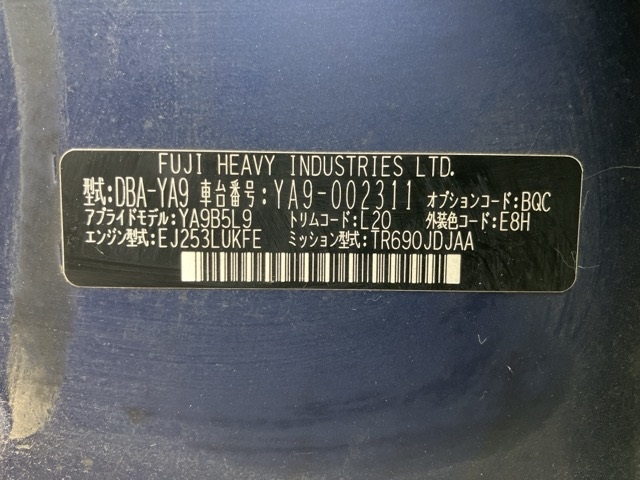 FUJI HEAVY INDUSTRIES LTD.
型式:DBA-YA9 車台番号:YA9-002311 オプションコード:BQC
アプライドモデル:YA9B5L9 トリムコード:L20 外装色コード:E8H
エンジン型式:EJ253LUKFE ミッション型式:TR690JDJAA